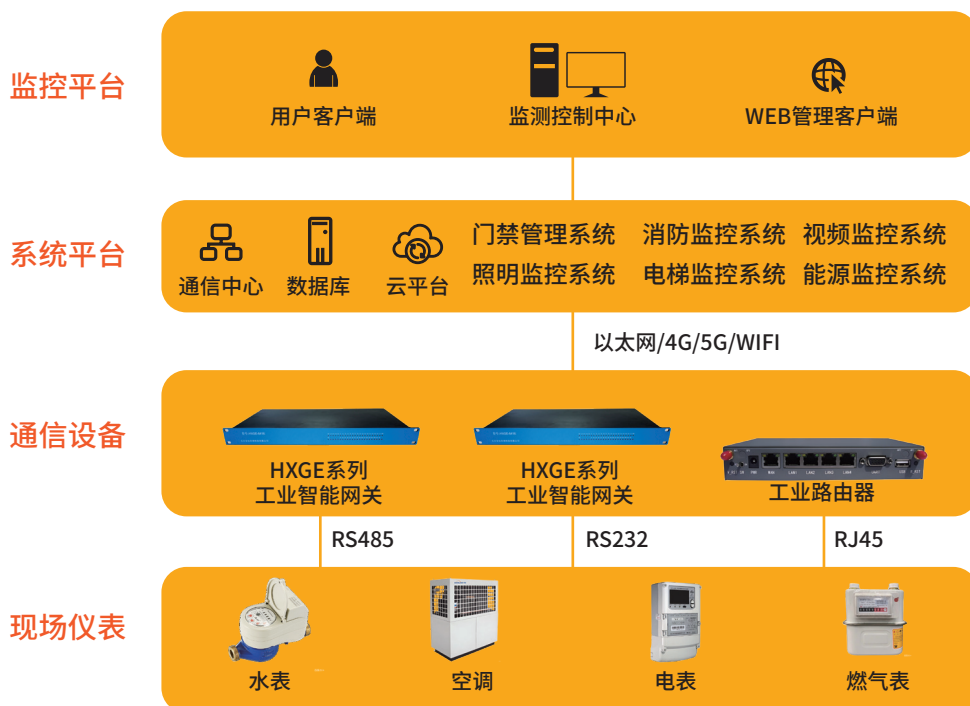 监控平台
用户客户端
监测控制中心
WEB管理客户端
系统平台
通信中心
数据库
云平台
门禁管理系统 消防监控系统 视频监控系统
照明监控系统 电梯监控系统 能源监控系统
以太网/4G/5G/WIFI
通信设备
HXGE系列
工业智能网关
HXGE系列
工业智能网关
WAN LAN1 LAN2 LAN3 LAN4
工业路由器
RS485
RS232
RJ45
现场仪表
水表
空调
电表
燃气表